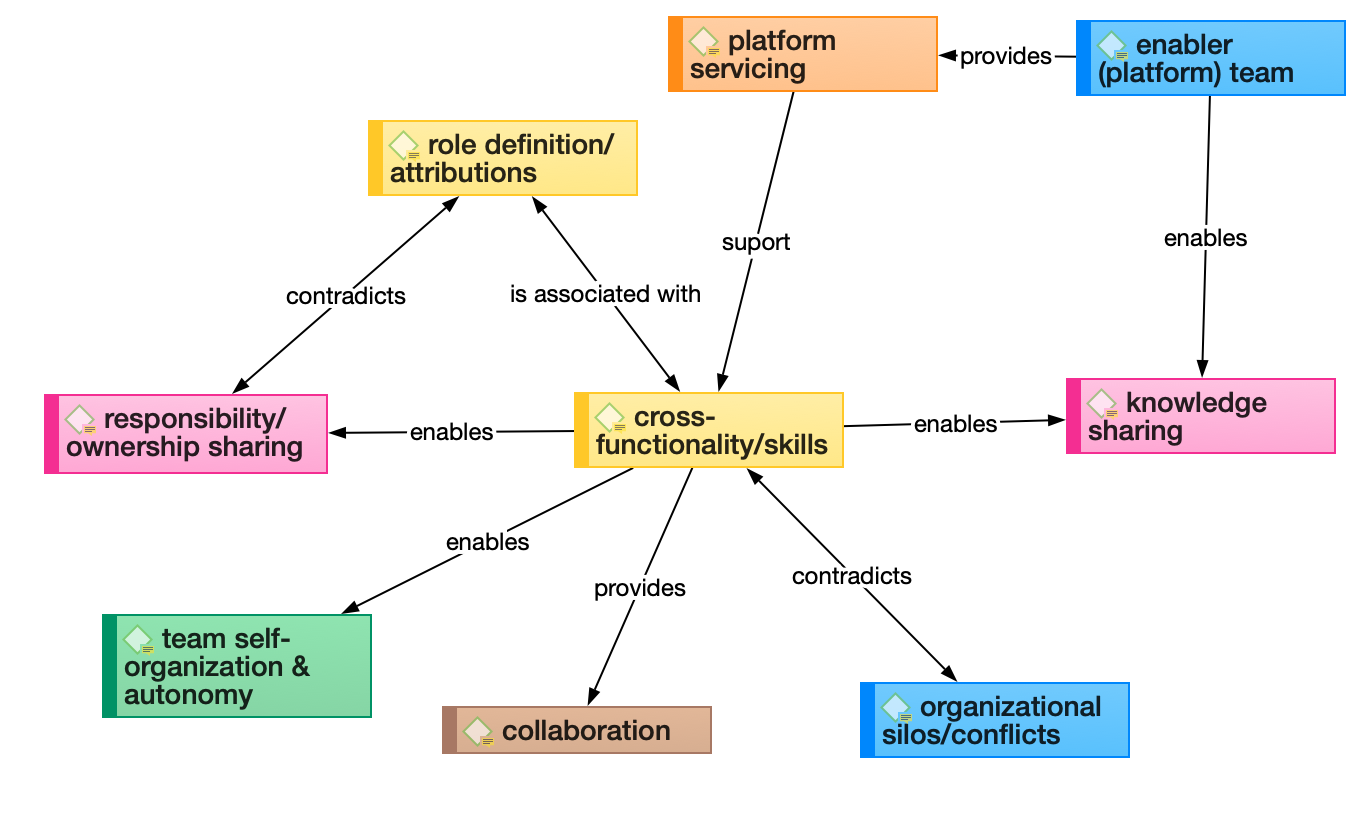 platform
servicing
provides
enabler
(platform) team
role definition/
attributions
suport
enables
contradicts
is associated with
responsibility/
ownership sharing
enables
cross-
functionality/skills
enables
knowledge
sharing
enables
provides
contradicts
team self-
organization &
autonomy
collaboration
organizational
silos/conflicts